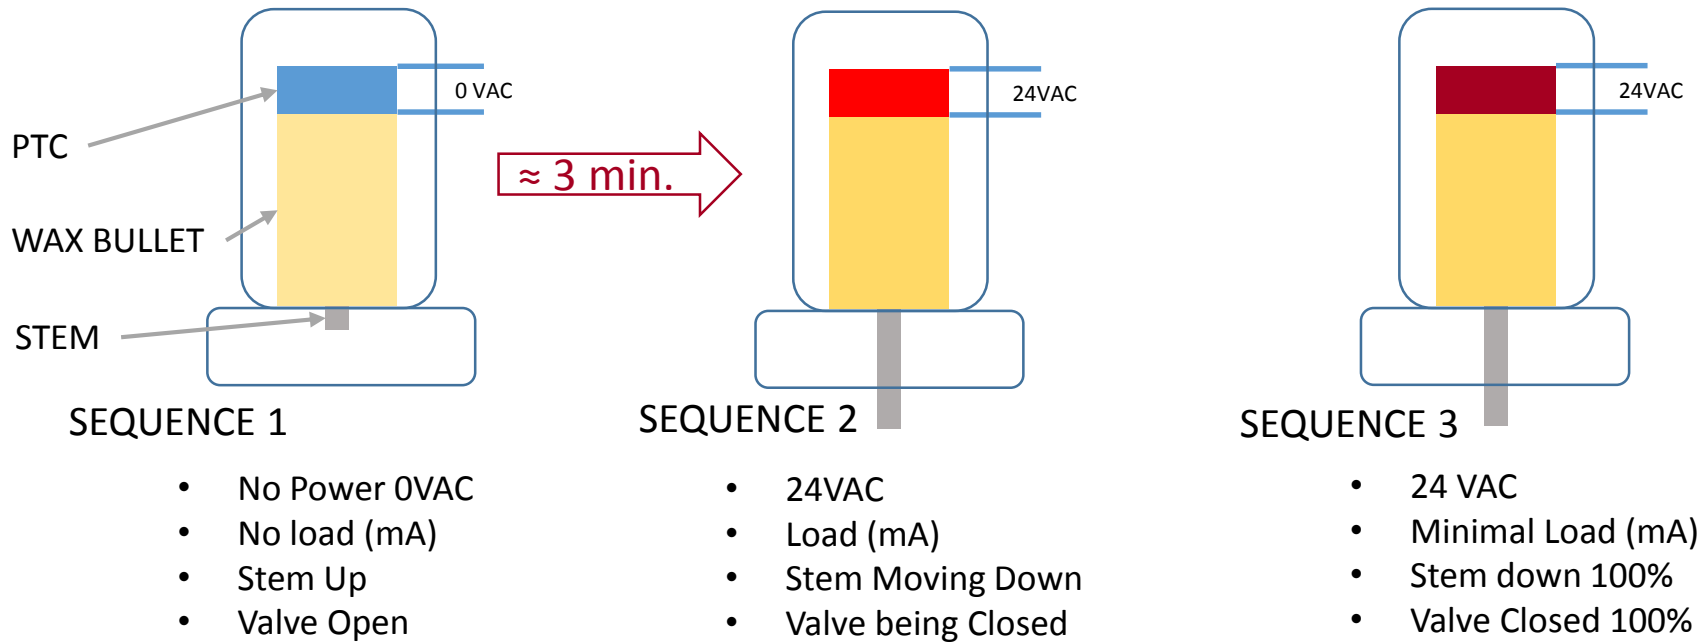 0 VAC
PTC
WAX BULLET
STEM
≈ 3 min.
24VAC
24VAC
SEQUENCE 1
• No Power 0VAC
• No load (mA)
• Stem Up
• Valve Open
SEQUENCE 2
• 24VAC
• Load (mA)
• Stem Moving Down
• Valve being Closed
SEQUENCE 3
• 24 VAC
• Minimal Load (mA)
• Stem down 100%
• Valve Closed 100%